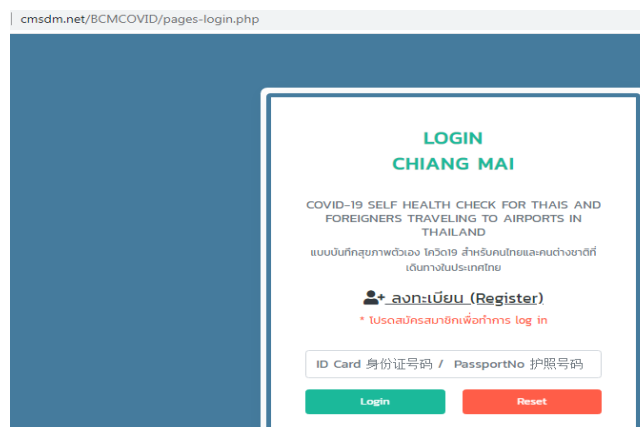 cmsdm.net/BCMCOVID/pages-login.php
LOGIN
CHIANG MAI
COVID-19 SELF HEALTH CHECK FOR THAIS AND
FOREIGNERS TRAVELING TO AIRPORTS IN
THAILAND
แบบบันทึกสุขภาพตัวเอง โควิด19 สำหรับคนไทยและคนต่างชาติที่
เดินทางในประเทศไทย
ลงทะเบียน (Register)
* โปรดสมัครสมาชิกเพื่อทำการ log in
ID Card 身份证号码 / PassportNo 护照号码
Login Reset